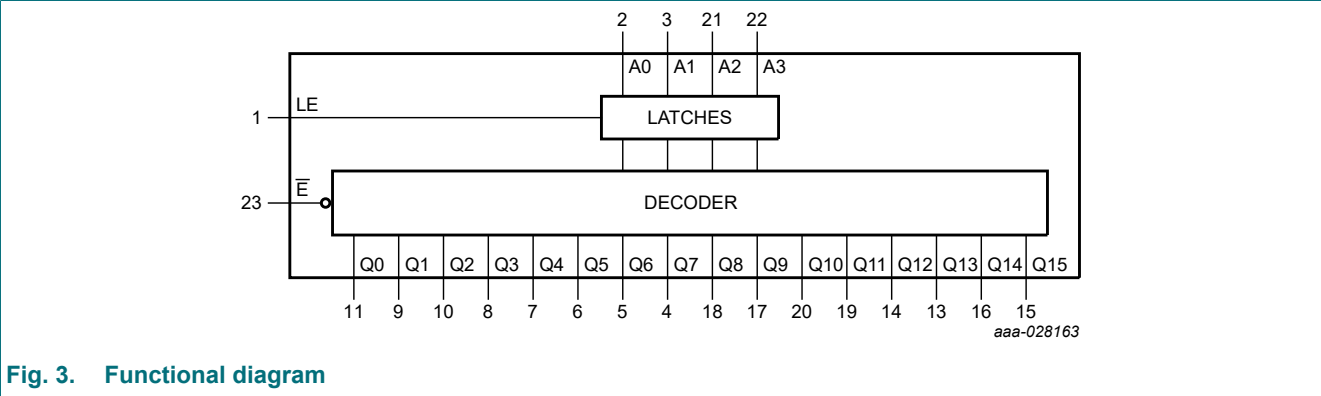 2 3 21 22
A0 A1 A2 A3
LE
1 LATCHES
E̅
23 DECODER
Q0 Q1 Q2 Q3 Q4 Q5 Q6 Q7 Q8 Q9 Q10 Q11 Q12 Q13 Q14 Q15
11 9 10 8 7 6 5 4 18 17 20 19 14 13 16 15
aaa-028163
Fig. 3. Functional diagram